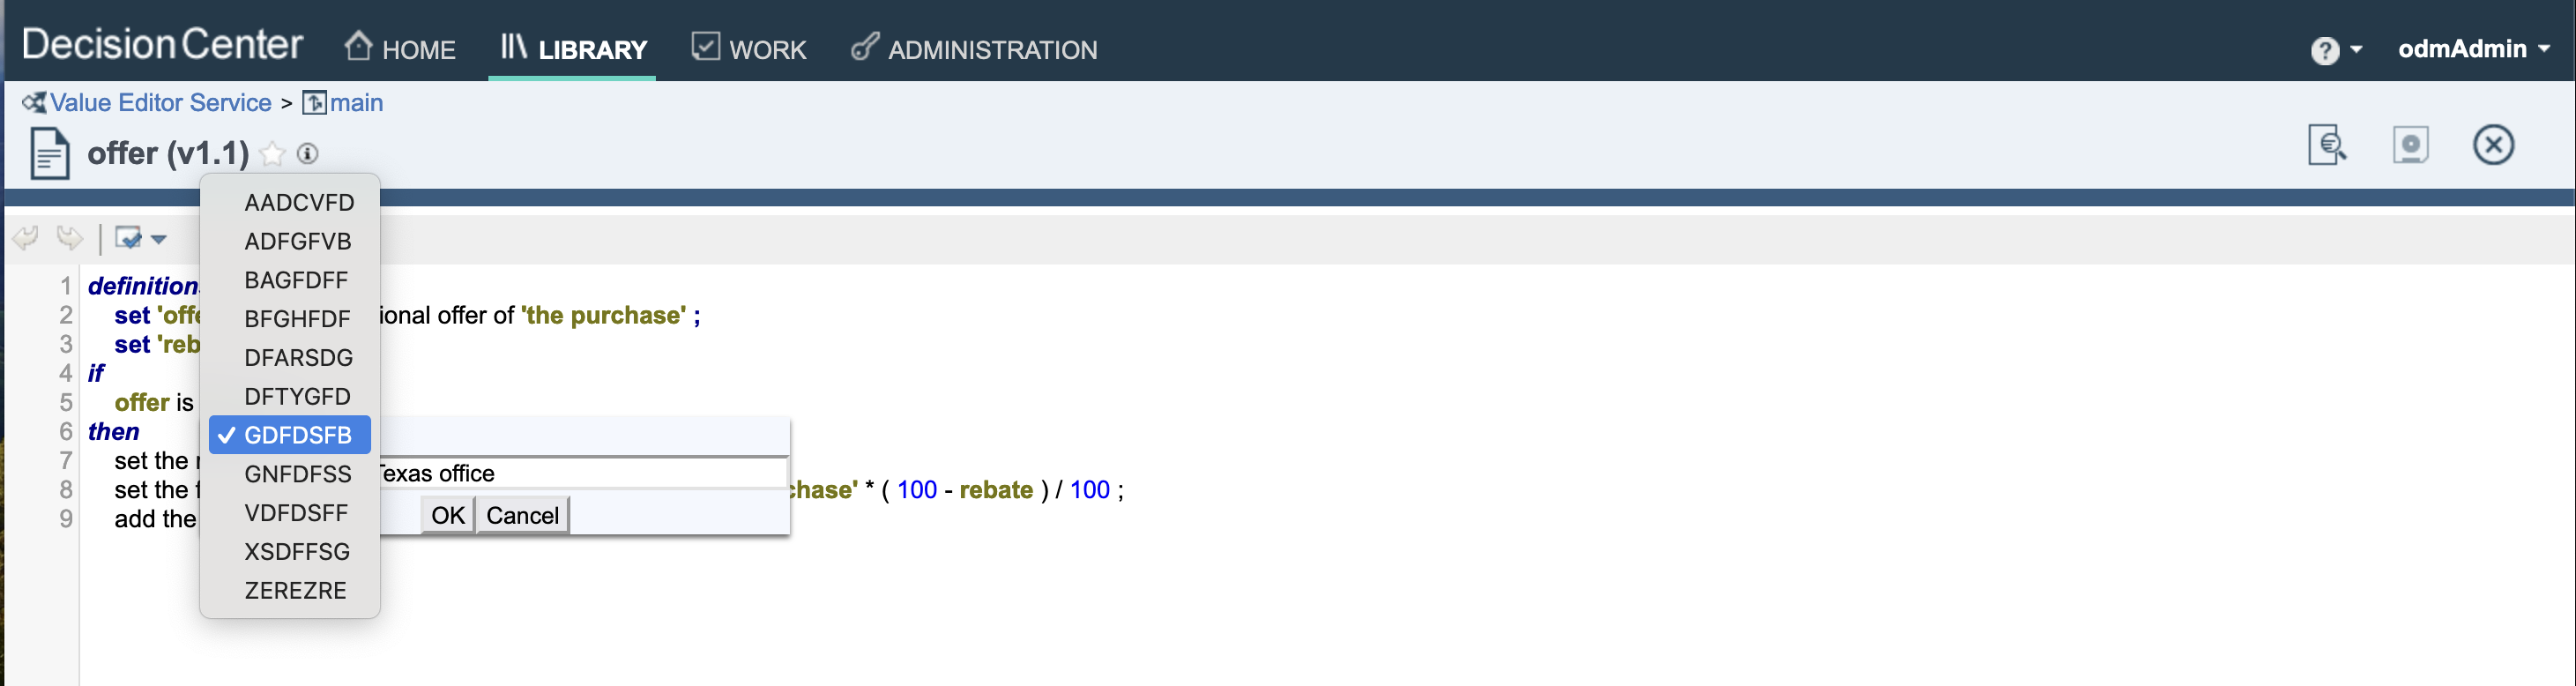 Decision Center HOME LIBRARY WORK ADMINISTRATION ? odmAdmin
Value Editor Service > main
offer (v1.1)
AADCVFD
ADFGFVB
BAGFDFF
BFGHFDF
DFARSDG
DFTYGFD
GDFDSFB
GNFDFSS
VDFDSFF
XSDFFSG
ZEREZRE
1 definition
2 set 'offe ional offer of 'the purchase' ;
3 set 'reb
4 if
5 offer is
6 then
7 set the
8 set the f chase' * ( 100 - rebate ) / 100 ;
9 add the
Texas office
OK Cancel